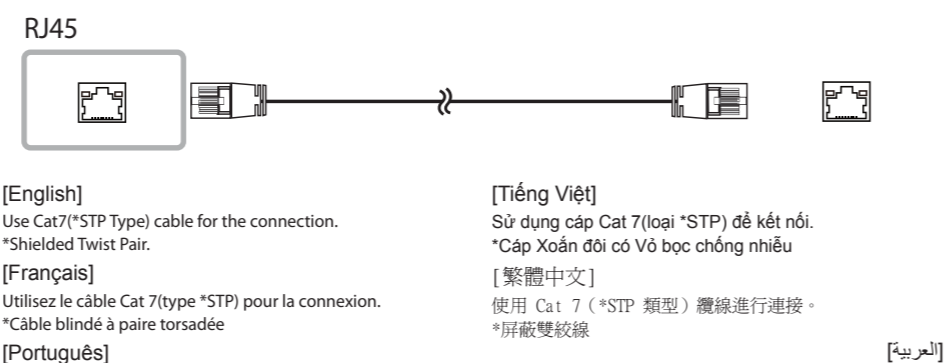 RJ45
[English]
Use Cat7(*STP Type) cable for the connection.
*Shielded Twist Pair.
[Français]
Utilisez le câble Cat 7(type *STP) pour la connexion.
*Câble blindé à paire torsadée
[Português]
[Tiếng Việt]
Sử dụng cáp Cat 7(loại *STP) để kết nối.
*Cáp Xoắn đôi có Vỏ bọc chống nhiễu
[繁體中文]
使用 Cat 7（*STP 類型）纜線進行連接。
*屏蔽雙絞線
[العربية]